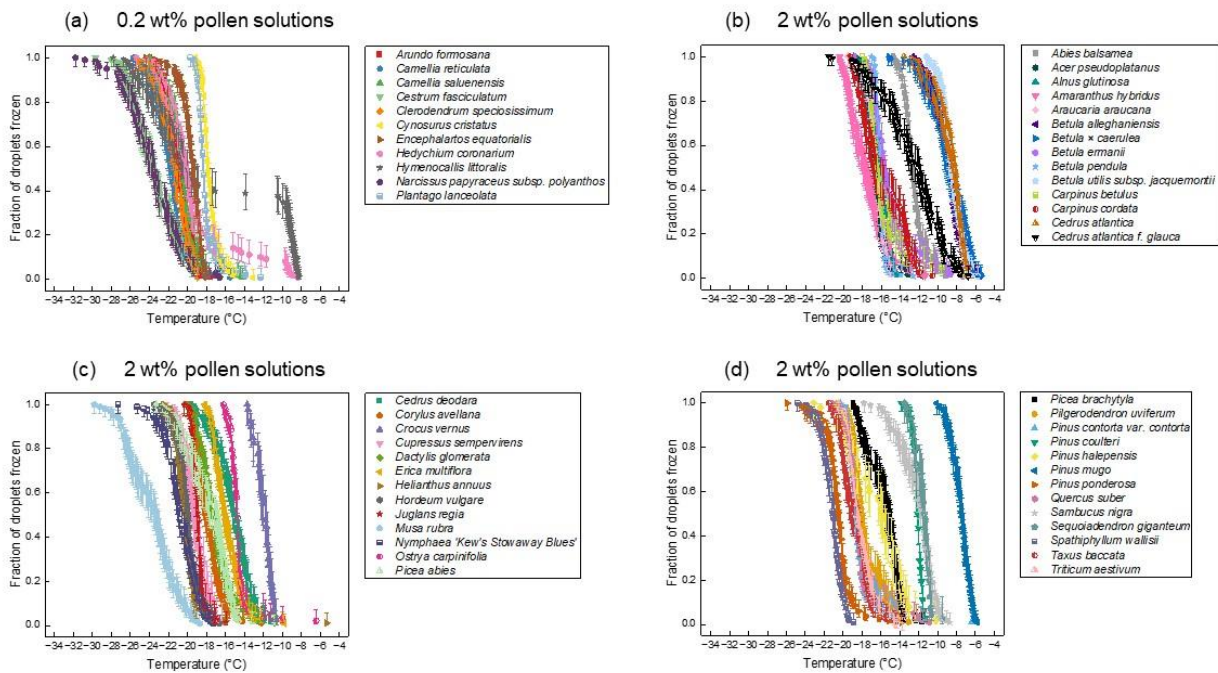 (a) 0.2 wt% pollen solutions
Fraction of droplets frozen
1.0
0.8
0.6
0.4
0.2
0.0
−34 −32 −30 −28 −26 −24 −22 −20 −18 −16 −14 −12 −10 −8 −6 −4
Temperature (°C)
Arundo formosana
Camellia reticulata
Camellia saluenensis
Cestrum fasciculatum
Clerodendrum speciosissimum
Cynosurus cristatus
Encephalartos equatorialis
Hedychium coronarium
Hymenocallis littoralis
Narcissus papyraceus subsp. polyanthos
Plantago lanceolata
(b) 2 wt% pollen solutions
Fraction of droplets frozen
1.0
0.8
0.6
0.4
0.2
0.0
−34 −32 −30 −28 −26 −24 −22 −20 −18 −16 −14 −12 −10 −8 −6 −4
Temperature (°C)
Abies balsamea
Acer pseudoplatanus
Alnus glutinosa
Amaranthus hybridus
Araucaria araucana
Betula alleghaniensis
Betula × caerulea
Betula ermanii
Betula pendula
Betula utilis subsp. jacquemontii
Carpinus betulus
Carpinus cordata
Cedrus atlantica
Cedrus atlantica f. glauca
(c) 2 wt% pollen solutions
Fraction of droplets frozen
1.0
0.8
0.6
0.4
0.2
0.0
−34 −32 −30 −28 −26 −24 −22 −20 −18 −16 −14 −12 −10 −8 −6 −4
Temperature (°C)
Cedrus deodara
Corylus avellana
Crocus vernus
Cupressus sempervirens
Dactylis glomerata
Erica multiflora
Helianthus annuus
Hordeum vulgare
Juglans regia
Musa rubra
Nymphaea 'Kew's Stowaway Blues'
Ostrya carpinifolia
Picea abies
(d) 2 wt% pollen solutions
Fraction of droplets frozen
1.0
0.8
0.6
0.4
0.2
0.0
−34 −32 −30 −28 −26 −24 −22 −20 −18 −16 −14 −12 −10 −8 −6 −4
Temperature (°C)
Picea brachytyla
Pilgerodendron uviferum
Pinus contorta var. contorta
Pinus coulteri
Pinus halepensis
Pinus mugo
Pinus ponderosa
Quercus suber
Sambucus nigra
Sequoiadendron giganteum
Spathiphyllum wallisii
Taxus baccata
Triticum aestivum